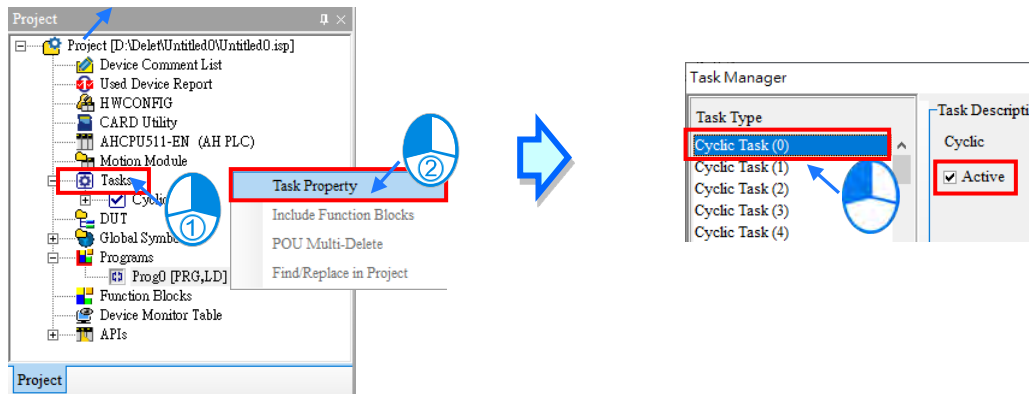 Project
Project [D:\Delet\Untitled0\Untitled0.isp]
Device Comment List
Used Device Report
HWCONFIG
CARD Utility
AHCPU511-EN (AH PLC)
Motion Module
Tasks
DUT
Global Symbo
Programs
Prog0 [PRG,LD]
Function Blocks
Device Monitor Table
APIs
Project
①
Task Property
②
Include Function Blocks
POU Multi-Delete
Find/Replace in Project
Task Manager
Task Type
Cyclic Task (0)
Cyclic Task (1)
Cyclic Task (2)
Cyclic Task (3)
Cyclic Task (4)
Task Descripti
Cyclic
Active